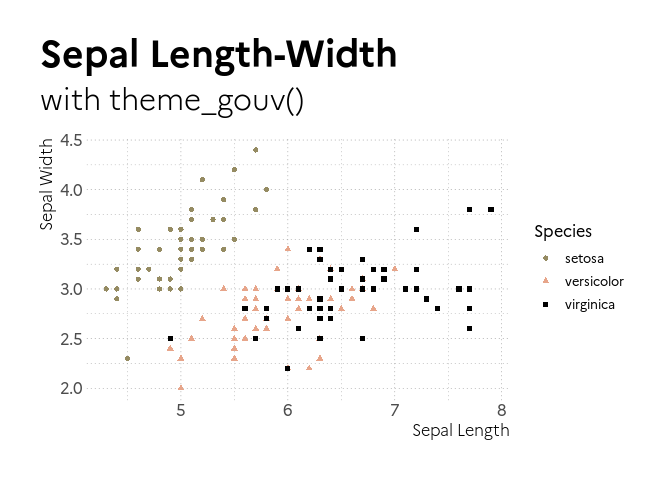 Sepal Length-Width
with theme_gouv()
Sepal Width
4.5
4.0
3.5
3.0
2.5
2.0
5
6
7
8
Sepal Length
Species
setosa
versicolor
virginica